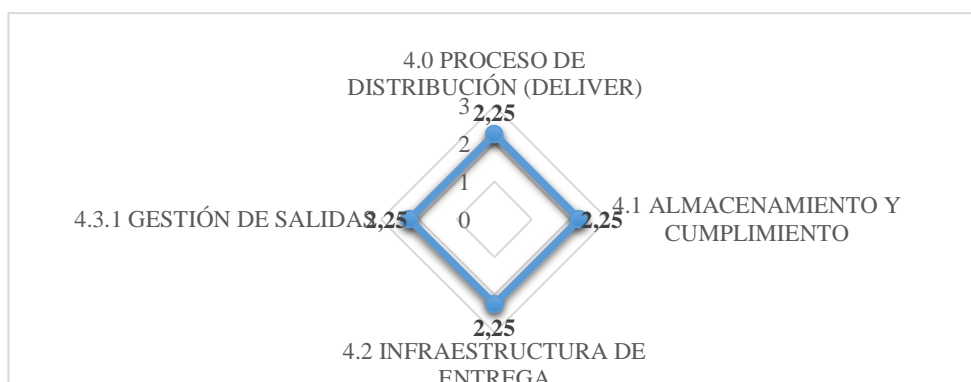 4.0 PROCESO DE
DISTRIBUCIÓN (DELIVER)
2,25
3
2
1
0
4.3.1 GESTIÓN DE SALIDAS
2,25
2,25
4.1 ALMACENAMIENTO Y
CUMPLIMIENTO
2,25
4.2 INFRAESTRUCTURA DE
ENTREGA